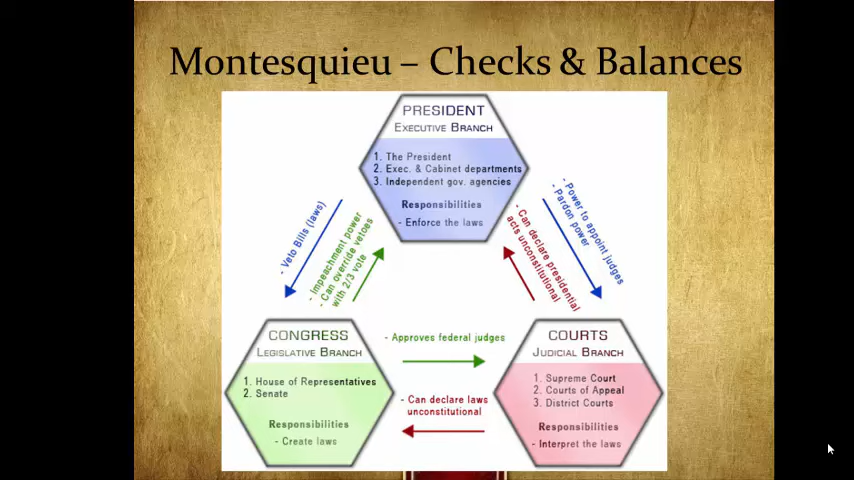 Montesquieu – Checks & Balances
PRESIDENT
EXECUTIVE BRANCH
1. The President
2. Exec. & Cabinet departments
3. Independent gov. agencies
Responsibilities
- Enforce the laws
- Veto Bills (laws)
- Impeachment power
- Can override vetoes
with 2/3 vote
- Can declare presidential
acts unconstitutional
- Power to appoint judges
- Pardon power
CONGRESS
LEGISLATIVE BRANCH
1. House of Representatives
2. Senate
Responsibilities
- Create laws
- Approves federal judges
- Can declare laws
unconstitutional
COURTS
JUDICIAL BRANCH
1. Supreme Court
2. Courts of Appeal
3. District Courts
Responsibilities
- Interpret the laws